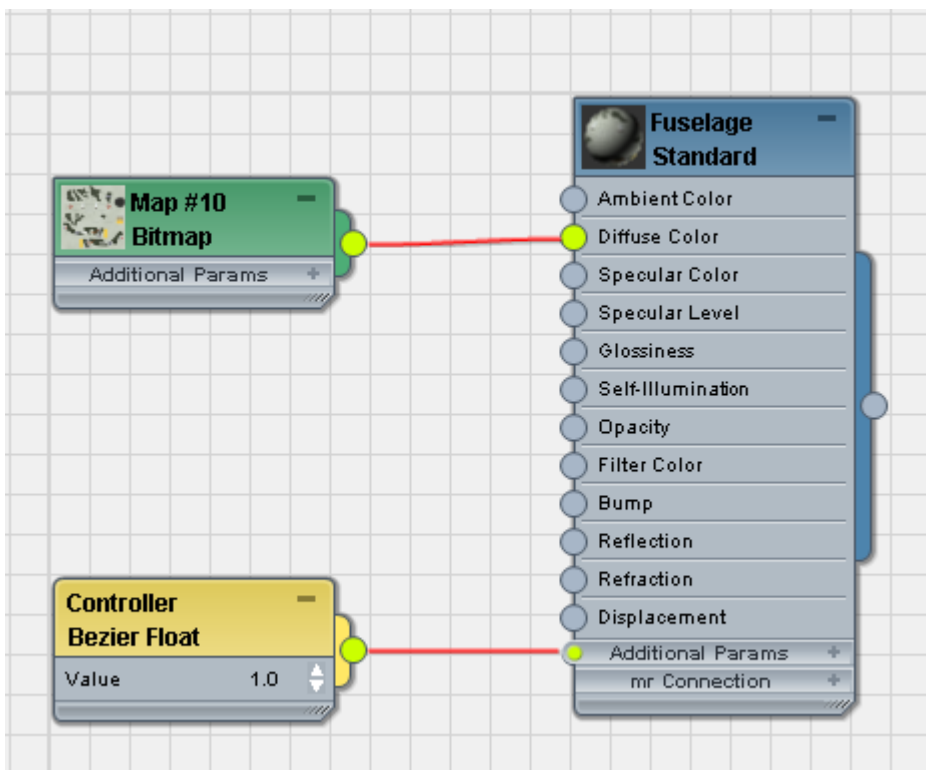 Map #10
Bitmap
Additional Params
Controller
Bezier Float
Value 1.0
Fuselage
Standard
Ambient Color
Diffuse Color
Specular Color
Specular Level
Glossiness
Self-Illumination
Opacity
Filter Color
Bump
Reflection
Refraction
Displacement
Additional Params
mr Connection